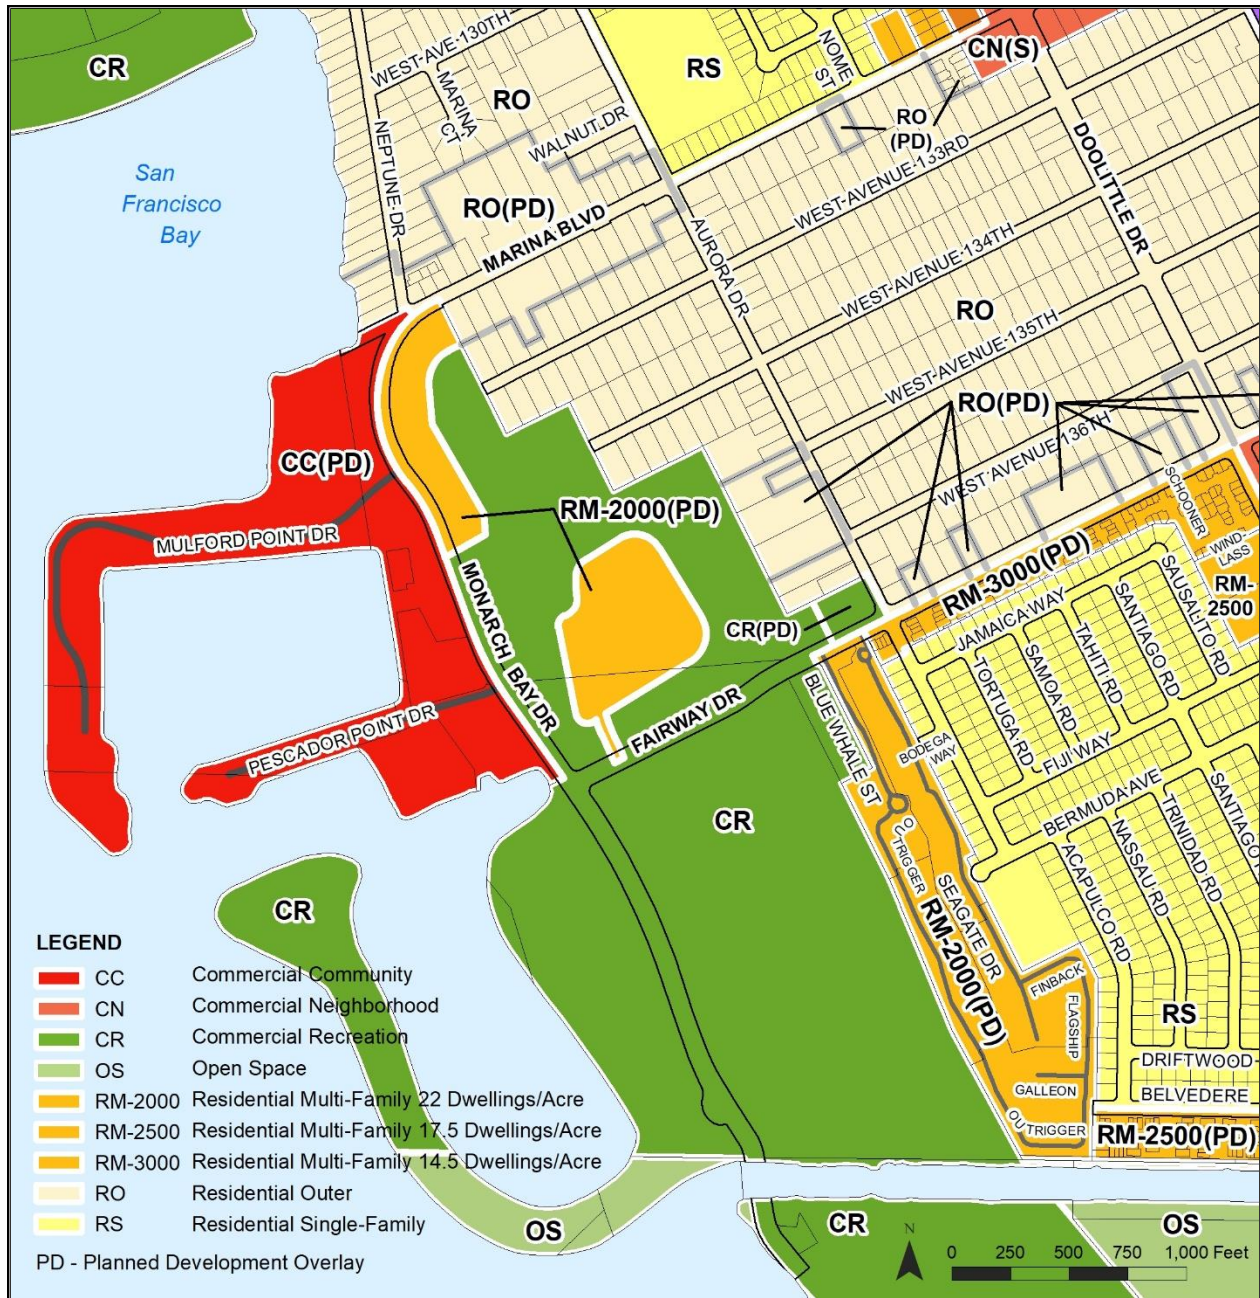 CR
WEST AVE 130TH
MARINA
CT
RO
NEPTUNE DR
WALNUT DR
RS
NOME
ST
CN(S)
RO
(PD)
DOOLITTLE DR
WEST AVENUE 133RD
San
Francisco
Bay
RO(PD)
MARINA BLVD
AURORA DR
WEST AVENUE 134TH
RO
WEST AVENUE 135TH
RO(PD)
WEST AVENUE 136TH
CC(PD)
RM-2000(PD)
MULFORD POINT DR
SCHOONER
WIND-
LASS
RM-3000(PD)
RM-
2500
MONARCH BAY DR
CR(PD)
JAMAICA WAY
SAUSALITO RD
SANTIAGO RD
TAHITI RD
SAMOA RD
TORTUGA RD
FAIRWAY DR
BLUE WHALE ST
PESCADOR POINT DR
BODEGA
WAY
FIJI WAY
BERMUDA AVE
SANTIAGO
TRINIDAD RD
NASSAU RD
ACAPULCO RD
CR
OUTRIGGER
SEAGATE DR
RM-2000(PD)
CR
FINBACK
FLAGSHIP
RS
DRIFTWOOD
GALLEON
BELVEDERE
OUTRIGGER
RM-2500(PD)
LEGEND
CC Commercial Community
CN Commercial Neighborhood
CR Commercial Recreation
OS Open Space
RM-2000 Residential Multi-Family 22 Dwellings/Acre
RM-2500 Residential Multi-Family 17.5 Dwellings/Acre
RM-3000 Residential Multi-Family 14.5 Dwellings/Acre
RO Residential Outer
RS Residential Single-Family
PD - Planned Development Overlay
OS
CR
OS
N
0 250 500 750 1,000 Feet